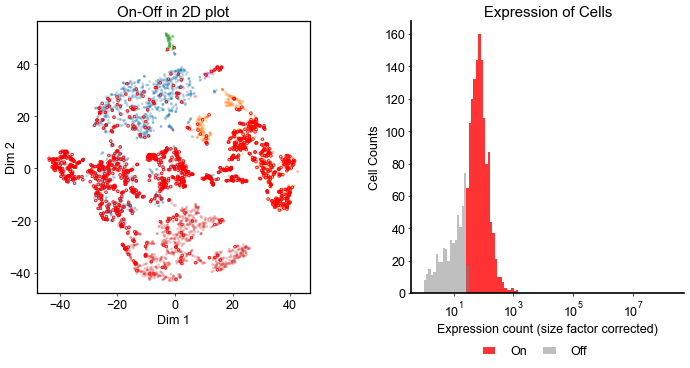 On-Off in 2D plot
Dim 2
40
20
0
−20
−40
−40 −20 0 20 40
Dim 1
Expression of Cells
Cell Counts
160
140
120
100
80
60
40
20
0
10^1 10^3 10^5 10^7
Expression count (size factor corrected)
On Off